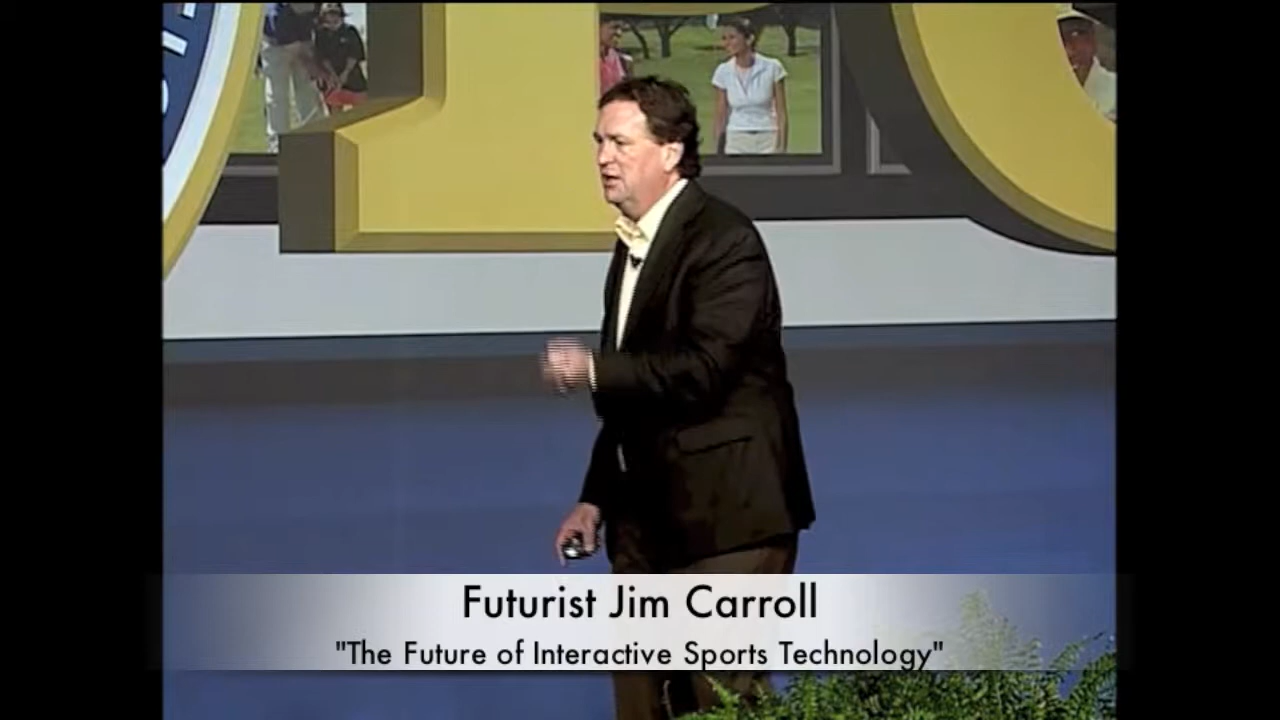 Futurist Jim Carroll
"The Future of Interactive Sports Technology"